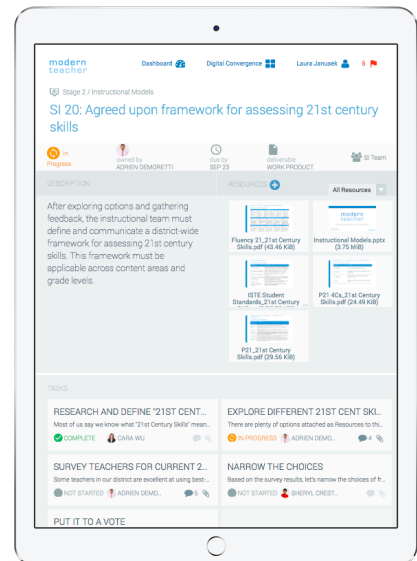 modern
teacher
Dashboard
Digital Convergence
Laura Janusek
5
Stage 2 / Instructional Models
SI 20: Agreed upon framework for assessing 21st century
skills
In
Progress
owned by
ADRIEN DEMORETTI
due by
SEP 23
deliverable
WORK PRODUCT
SI Team
DESCRIPTION
After exploring options and gathering
feedback, the instructional team must
define and communicate a district-wide
framework for assessing 21st century
skills. This framework must be
applicable across content areas and
grade levels.
RESOURCES
All Resources
Fluency 21_21st Century
Skills.pdf (43.46 KiB)
modern
teacher
Instructional Models.pptx
(3.75 MiB)
ISTE Student
Standards_21st Century
P21 4Cs_21st Century
Skills.pdf (24.49 KiB)
P21_21st Century
Skills.pdf (29.56 KiB)
TASKS
RESEARCH AND DEFINE "21ST CENT...
Most of us say we know what "21st Century Skills" mean...
COMPLETE
CARA WU
EXPLORE DIFFERENT 21ST CENT SKI...
There are plenty of options attached as Resources to thi...
IN PROGRESS
ADRIEN DEMO...
4
SURVEY TEACHERS FOR CURRENT 2...
Some teachers in our district are excellent at using best-...
NOT STARTED
ADRIEN DEMO...
5
NARROW THE CHOICES
Based on the survey results, let's narrow the choices of fr...
NOT STARTED
SHERYL CREST...
PUT IT TO A VOTE